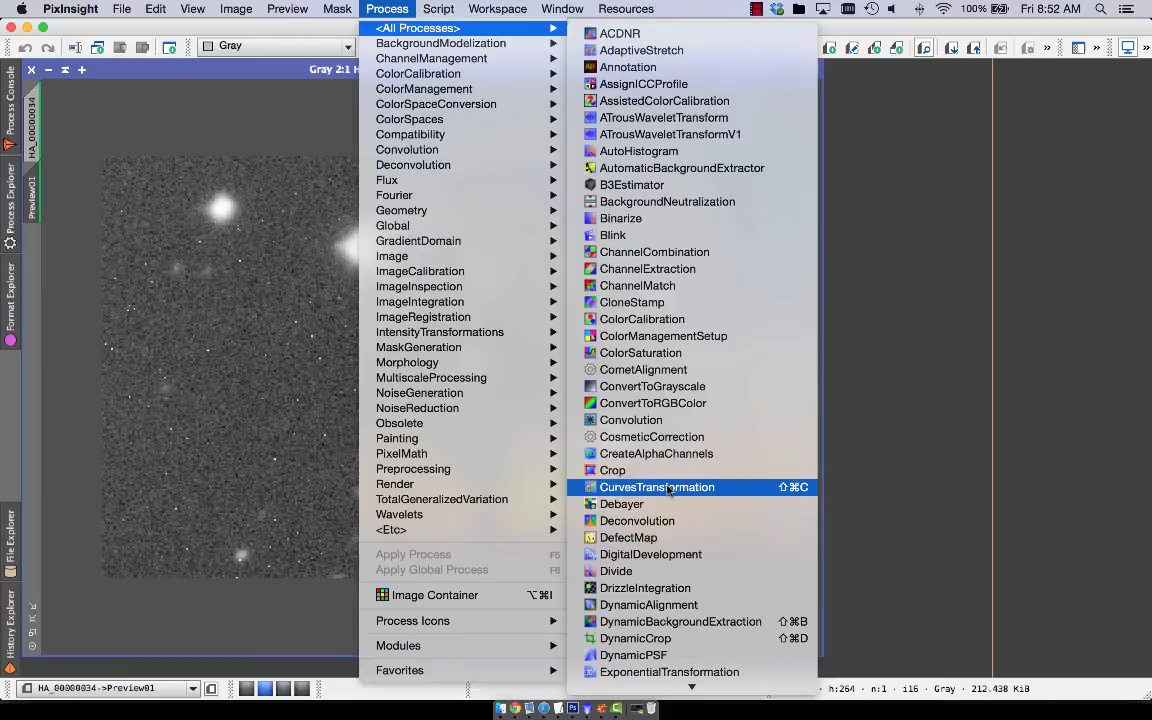 PixInsight File Edit View Image Preview Mask Process Script Workspace Window Resources 100% Fri 8:52 AM
Gray
Gray 2:1 H
Process Console
Process Explorer
Format Explorer
File Explorer
History Explorer
HA_00000034
Preview01
<All Processes>
BackgroundModelization
ChannelManagement
ColorCalibration
ColorManagement
ColorSpaceConversion
ColorSpaces
Compatibility
Convolution
Deconvolution
Flux
Fourier
Geometry
Global
GradientDomain
Image
ImageCalibration
ImageInspection
ImageIntegration
ImageRegistration
IntensityTransformations
MaskGeneration
Morphology
MultiscaleProcessing
NoiseGeneration
NoiseReduction
Obsolete
Painting
PixelMath
Preprocessing
Render
TotalGeneralizedVariation
Wavelets
<Etc>
Apply Process F5
Apply Global Process F6
Image Container ⌥⌘I
Process Icons
Modules
Favorites
ACDNR
AdaptiveStretch
Annotation
AssignICCProfile
AssistedColorCalibration
ATrousWaveletTransform
ATrousWaveletTransformV1
AutoHistogram
AutomaticBackgroundExtractor
B3Estimator
BackgroundNeutralization
Binarize
Blink
ChannelCombination
ChannelExtraction
ChannelMatch
CloneStamp
ColorCalibration
ColorManagementSetup
ColorSaturation
CometAlignment
ConvertToGrayscale
ConvertToRGBColor
Convolution
CosmeticCorrection
CreateAlphaChannels
Crop
CurvesTransformation ⇧⌘C
Debayer
Deconvolution
DefectMap
DigitalDevelopment
Divide
DrizzleIntegration
DynamicAlignment
DynamicBackgroundExtraction ⇧⌘B
DynamicCrop ⇧⌘D
DynamicPSF
ExponentialTransformation
HA_00000034->Preview01
h:264 · n:1 · i16 · Gray · 212.438 KiB